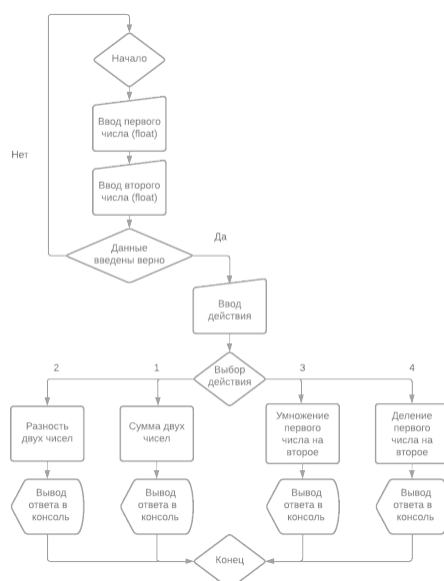 Начало
Ввод первого
числа (float)
Нет
Ввод второго
числа (float)
Да
Данные
введены верно
Ввод
действия
2
1
Выбор
действия
3
4
Разность
двух чисел
Сумма двух
чисел
Умножение
первого
числа на
второе
Деление
первого
числа на
второе
Вывод
ответа в
консоль
Вывод
ответа в
консоль
Вывод
ответа в
консоль
Вывод
ответа в
консоль
Конец